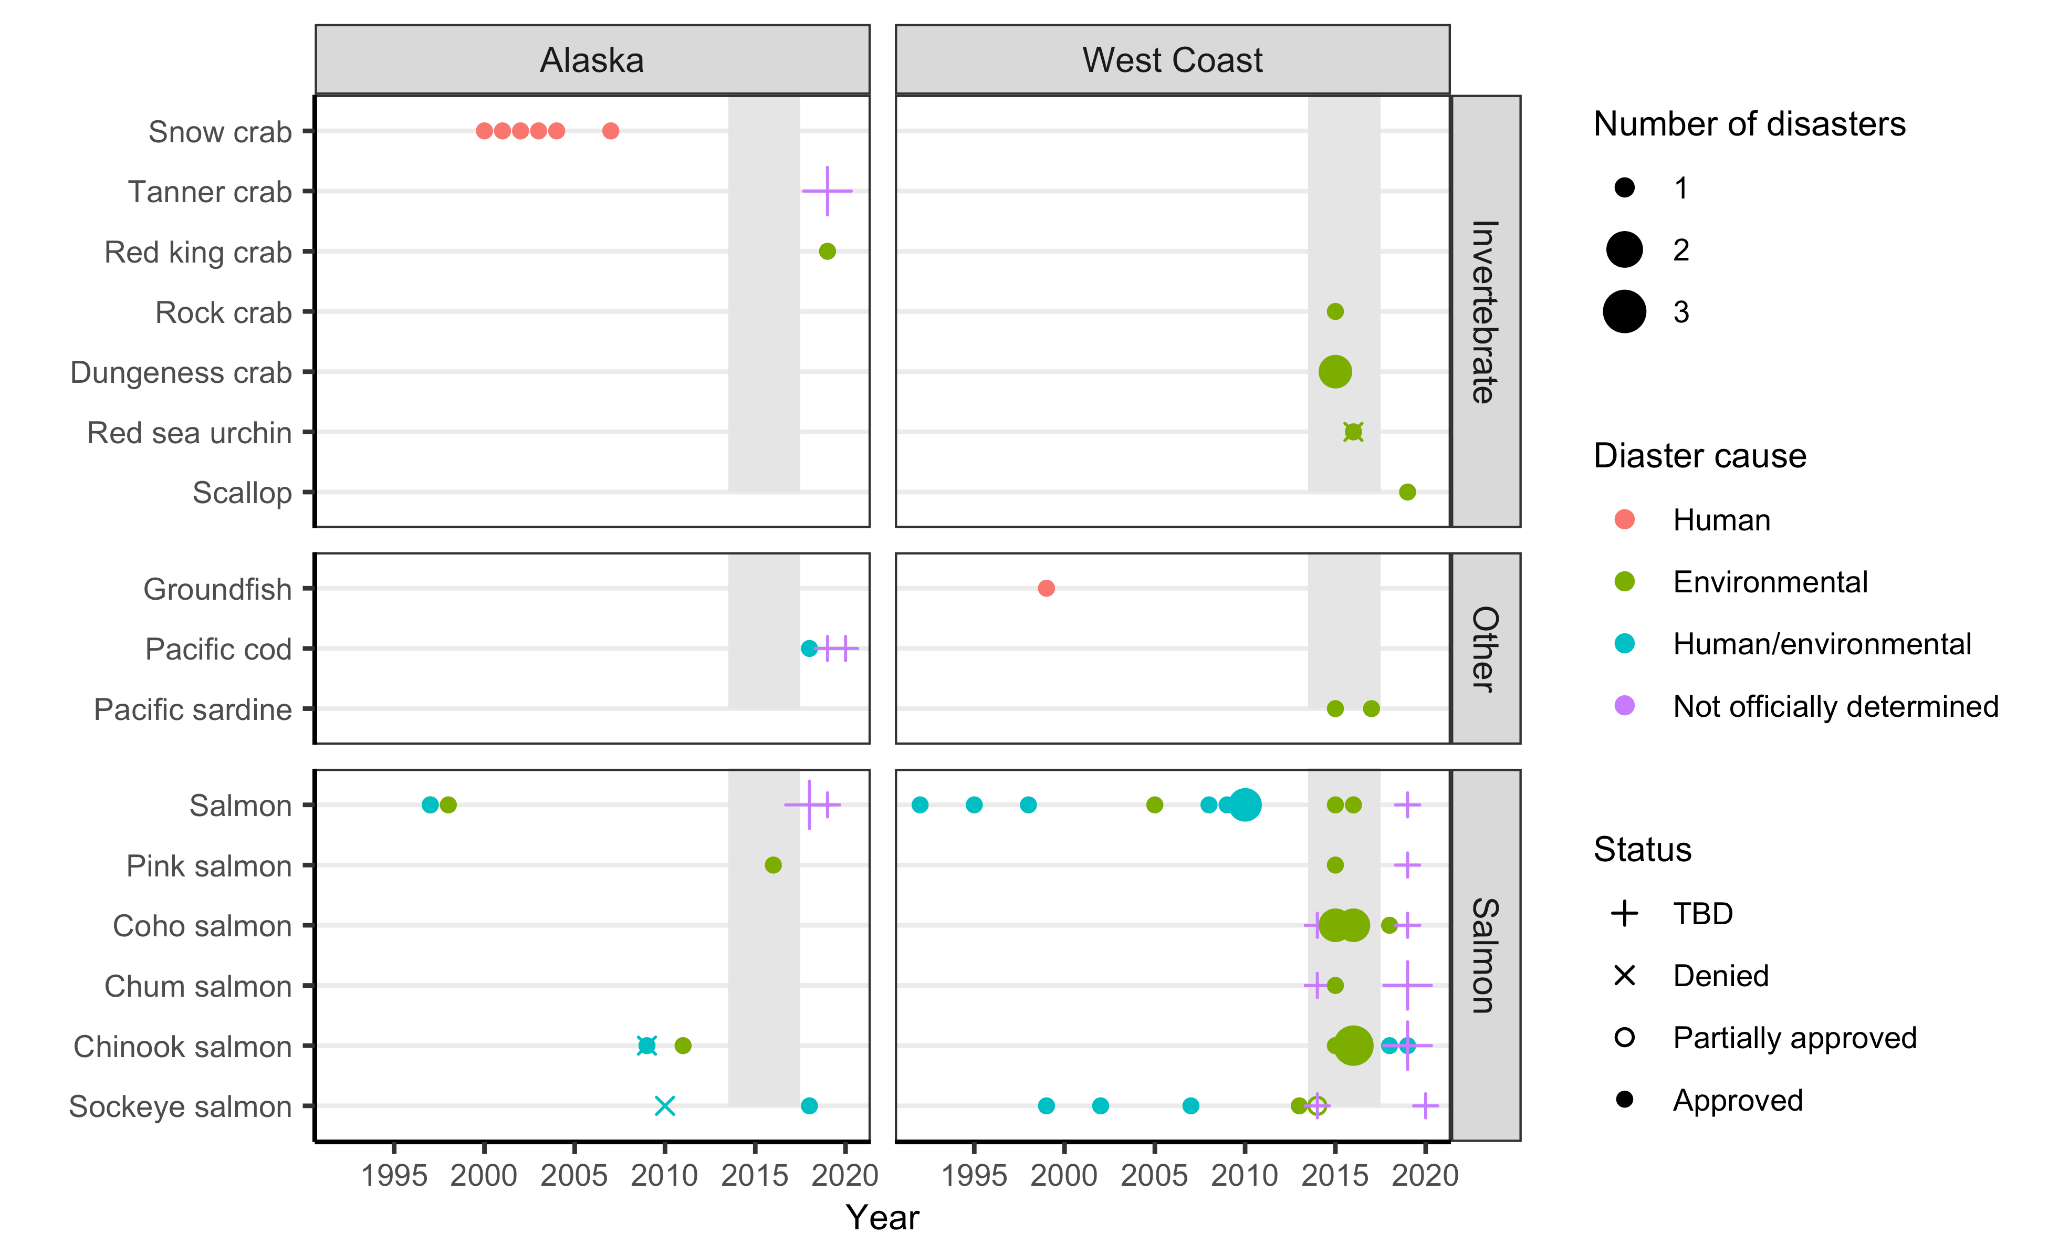 Alaska
West Coast
Snow crab
Tanner crab
Red king crab
Rock crab
Dungeness crab
Red sea urchin
Scallop
Invertebrate
Groundfish
Pacific cod
Pacific sardine
Other
Salmon
Pink salmon
Coho salmon
Chum salmon
Chinook salmon
Sockeye salmon
Salmon
1995 2000 2005 2010 2015 2020
1995 2000 2005 2010 2015 2020
Year
Number of disasters
1
2
3
Diaster cause
Human
Environmental
Human/environmental
Not officially determined
Status
TBD
Denied
Partially approved
Approved